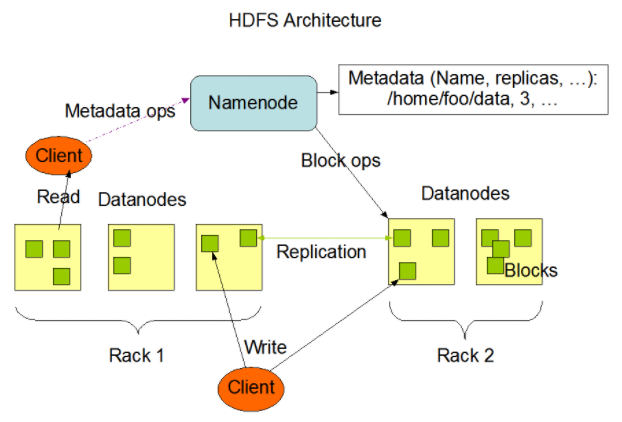 HDFS Architecture
Metadata (Name, replicas, ...):
/home/foo/data, 3, ...
Namenode
Metadata ops
Client
Block ops
Read
Datanodes
Datanodes
Replication
Blocks
Rack 1
Write
Rack 2
Client